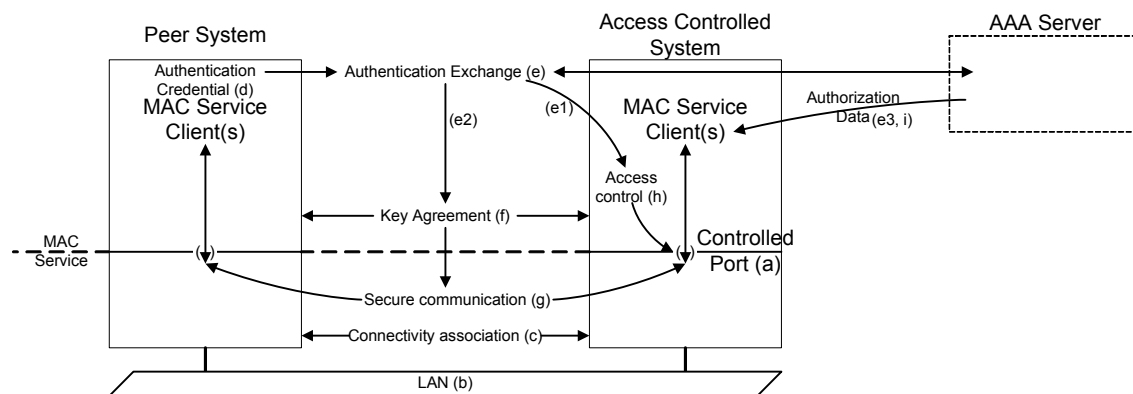 Peer System
Access Controlled
System
AAA Server
Authentication
Credential (d)
Authentication Exchange (e)
MAC Service
Client(s)
(e2)
(e1)
MAC Service
Client(s)
Authorization
Data (e3, i)
Access
control (h)
Key Agreement (f)
MAC
Service
( )
( )
Controlled
Port (a)
Secure communication (g)
Connectivity association (c)
LAN (b)